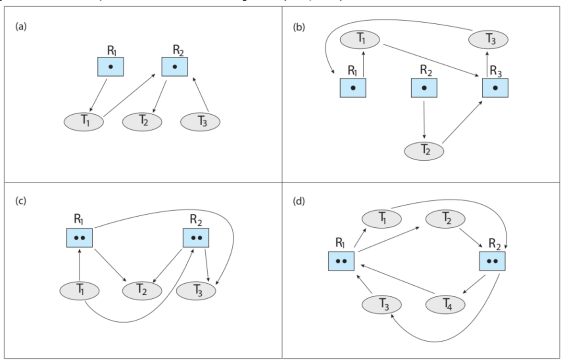 (a)
R1 R2
T1 T2 T3
(b)
T1 T3
R1 R2 R3
T2
(c)
R1 R2
T1 T2 T3
(d)
T1 T2
R1 R2
T3 T4